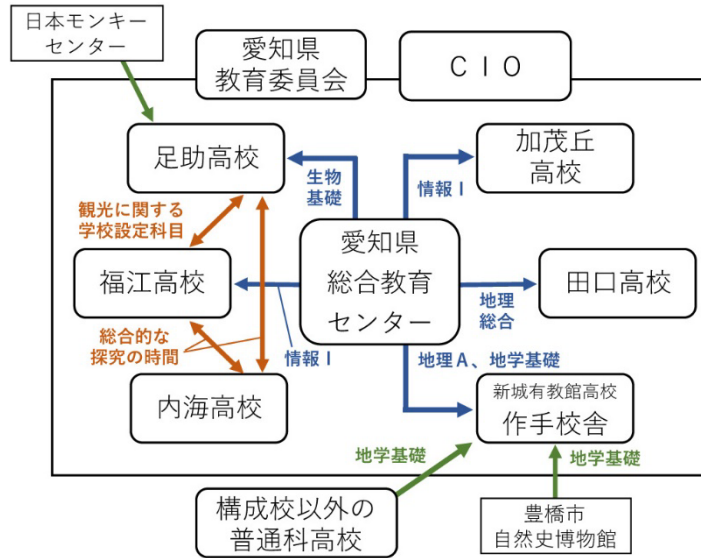 日本モンキー
センター
愛知県
教育委員会
ＣＩＯ
足助高校
生物
基礎
情報Ⅰ
加茂丘
高校
観光に関する
学校設定科目
愛知県
総合教育
センター
福江高校
地理
総合
田口高校
総合的な
探究の時間
情報Ⅰ
地理Ａ、地学基礎
内海高校
新城有教館高校
作手校舎
地学基礎
地学基礎
構成校以外の
普通科高校
豊橋市
自然史博物館